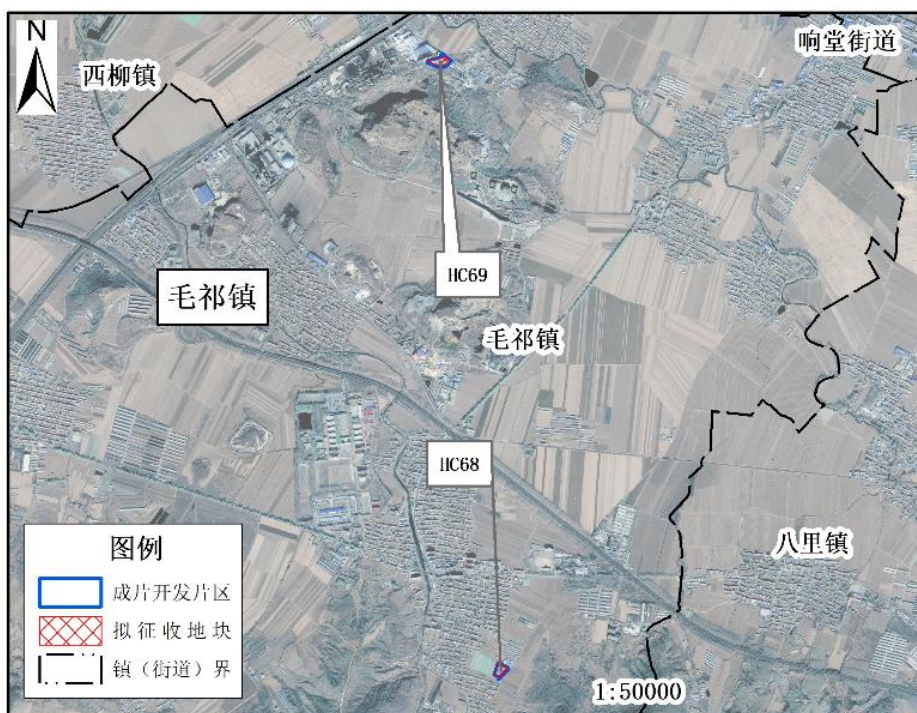 N
响堂街道
西柳镇
HC69
毛祁镇
毛祁镇
HC68
八里镇
图例
成片开发片区
拟征收地块
镇（街道）界
1:50000